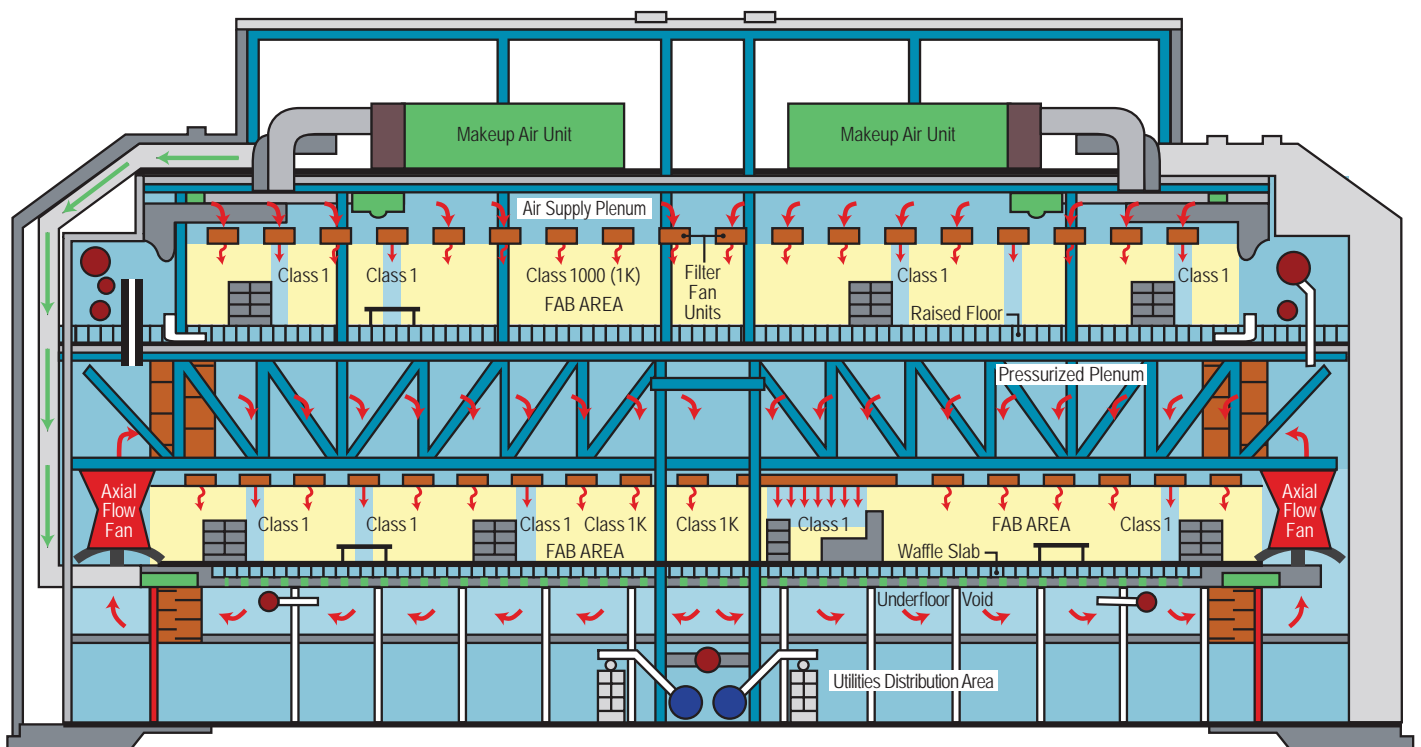 Makeup Air Unit
Makeup Air Unit
Air Supply Plenum
Class 1
Class 1
Class 1000 (1K)
FAB AREA
Filter
Fan
Units
Class 1
Class 1
Raised Floor
Pressurized Plenum
Axial
Flow
Fan
Class 1
Class 1
Class 1
Class 1K
FAB AREA
Class 1K
Class 1
FAB AREA
Class 1
Waffle Slab
Axial
Flow
Fan
Underfloor Void
Utilities Distribution Area